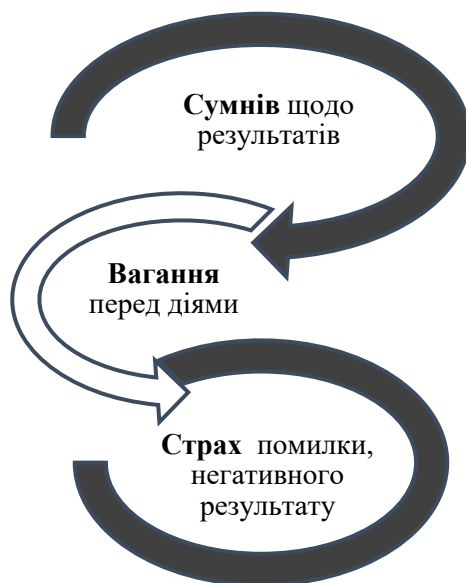 Сумнів щодо
результатів
Вагання
перед діями
Страх помилки,
негативного
результату